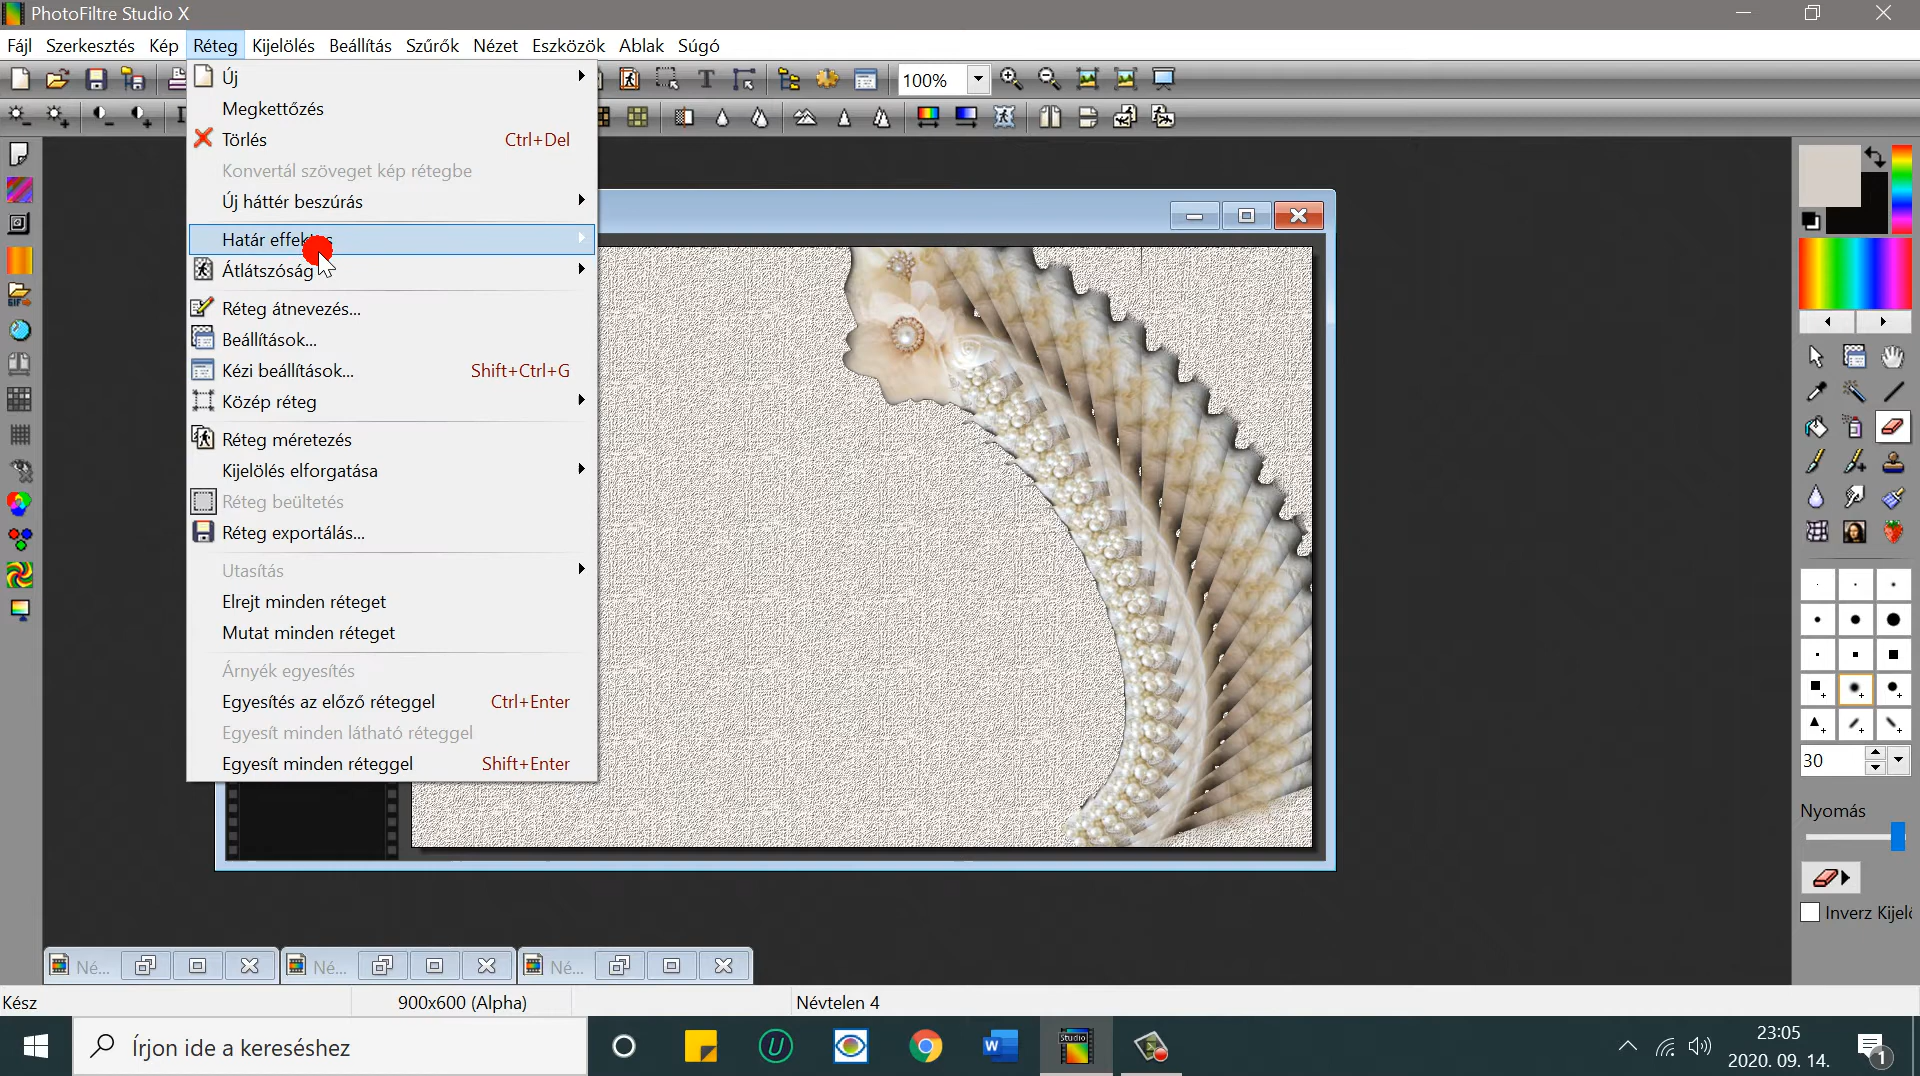 PhotoFiltre Studio X
Fájl Szerkesztés Kép Réteg Kijelölés Beállítás Szűrők Nézet Eszközök Ablak Súgó
100%
Új
Megkettőzés
Törlés Ctrl+Del
Konvertál szöveget kép rétegbe
Új háttér beszúrás
Határ
Átlátszóság
Réteg átnevezés...
Beállítások...
Kézi beállítások... Shift+Ctrl+G
Közép réteg
Réteg méretezés
Kijelölés elforgatása
Réteg beültetés
Réteg exportálás...
Utasítás
Elrejt minden réteget
Mutat minden réteget
Árnyék egyesítés
Egyesítés az előző réteggel Ctrl+Enter
Egyesít minden látható réteggel
Egyesít minden réteggel Shift+Enter
30
Nyomás
Inverz Kijelö
Né... Né... Né...
Kész 900x600 (Alpha) Névtelen 4
Írjon ide a kereséshez
Studio
23:05
2020. 09. 14.
1